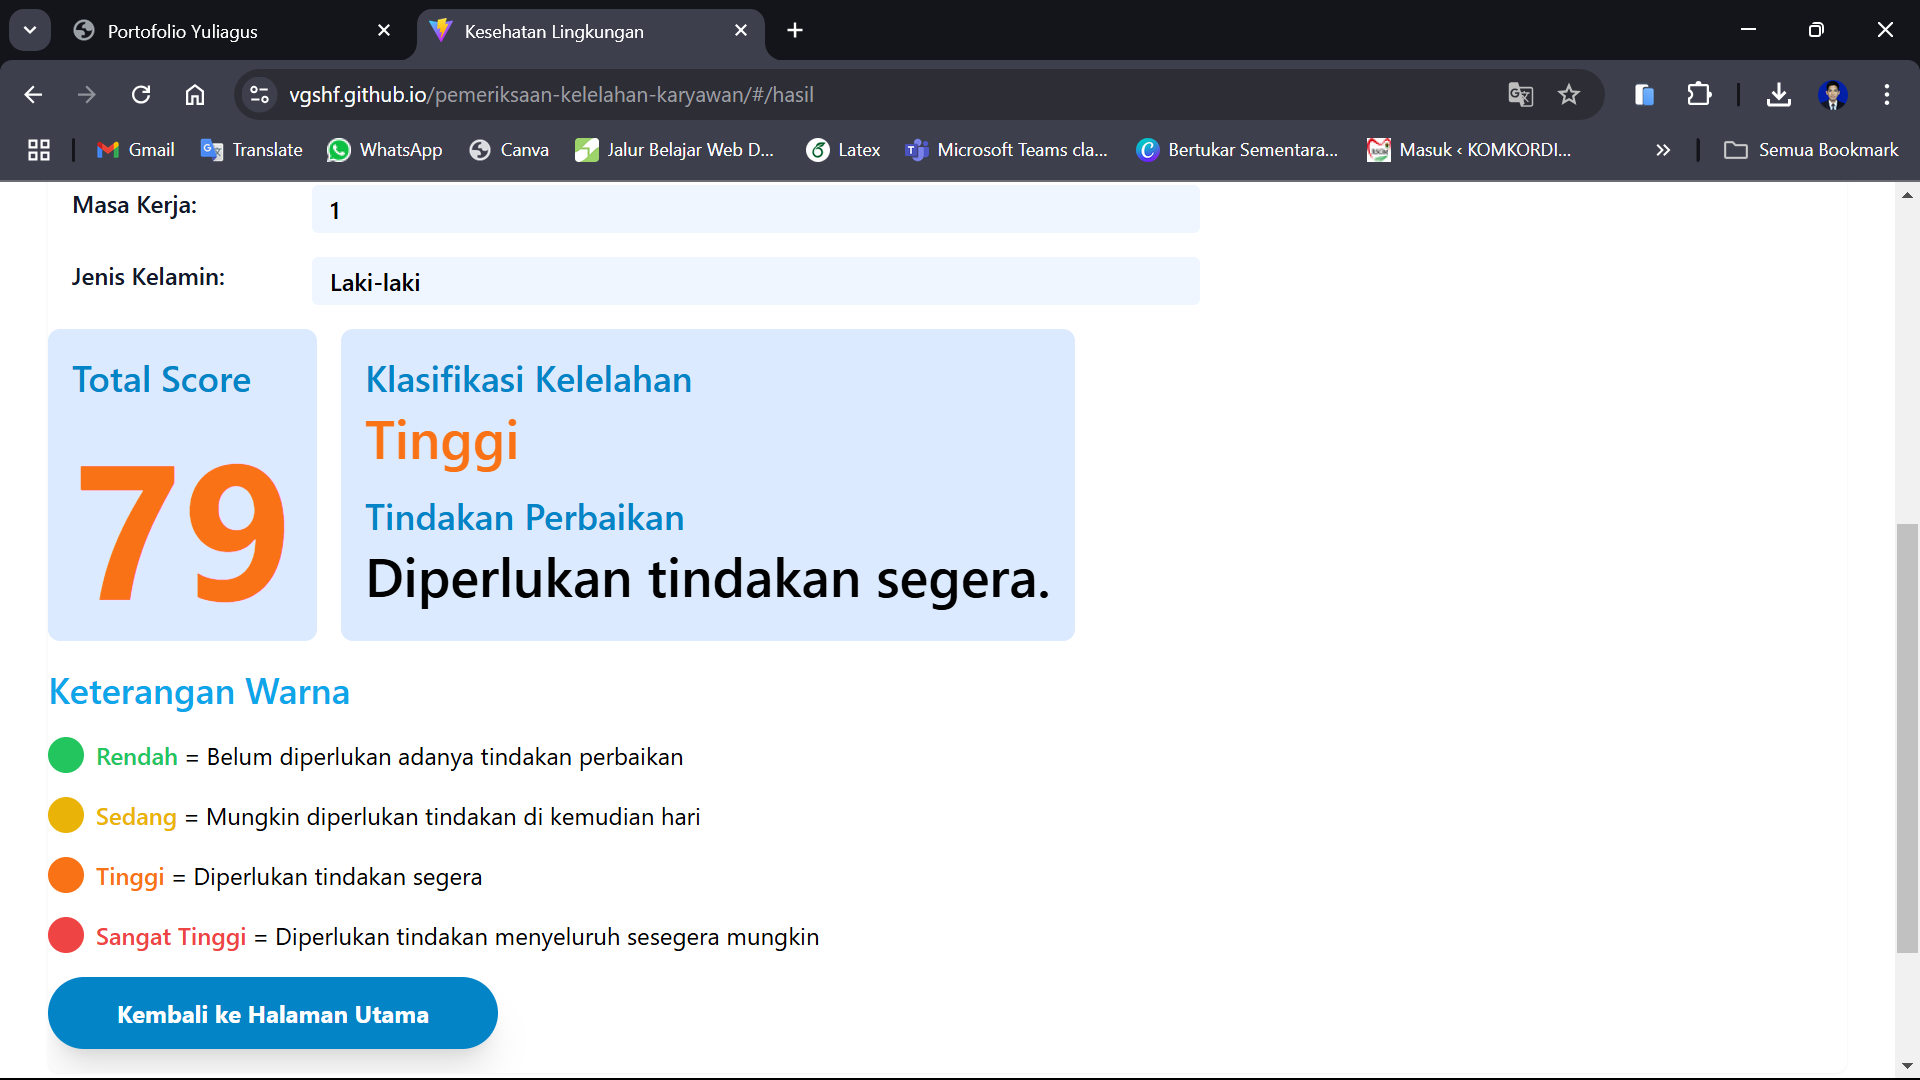 Portofolio Yuliagus
Kesehatan Lingkungan
vgshf.github.io/pemeriksaan-kelelahan-karyawan/#/hasil
Gmail
Translate
WhatsApp
Canva
Jalur Belajar Web D...
Latex
Microsoft Teams cla...
Bertukar Sementara...
Masuk ‹ KOMKORDI...
Semua Bookmark
Masa Kerja:
1
Jenis Kelamin:
Laki-laki
Total Score
79
Klasifikasi Kelelahan
Tinggi
Tindakan Perbaikan
Diperlukan tindakan segera.
Keterangan Warna
Rendah = Belum diperlukan adanya tindakan perbaikan
Sedang = Mungkin diperlukan tindakan di kemudian hari
Tinggi = Diperlukan tindakan segera
Sangat Tinggi = Diperlukan tindakan menyeluruh sesegera mungkin
Kembali ke Halaman Utama